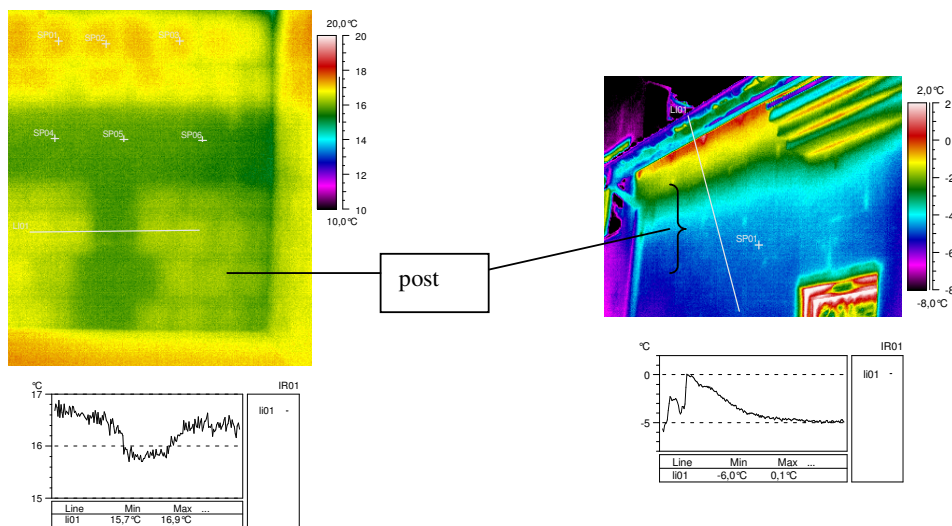 20,0°C
20
18
16
14
12
10
10,0°C
SP01
SP02
SP03
SP04
SP05
SP06
LI01
post
2,0°C
2
0
-2
-4
-6
-8
-8,0°C
LI01
SP01
°C
IR01
17
16
15
li01 -
Line Min Max ...
li01 15,7°C 16,9°C
°C
IR01
0
-5
li01 -
Line Min Max ...
li01 -6,0°C 0,1°C